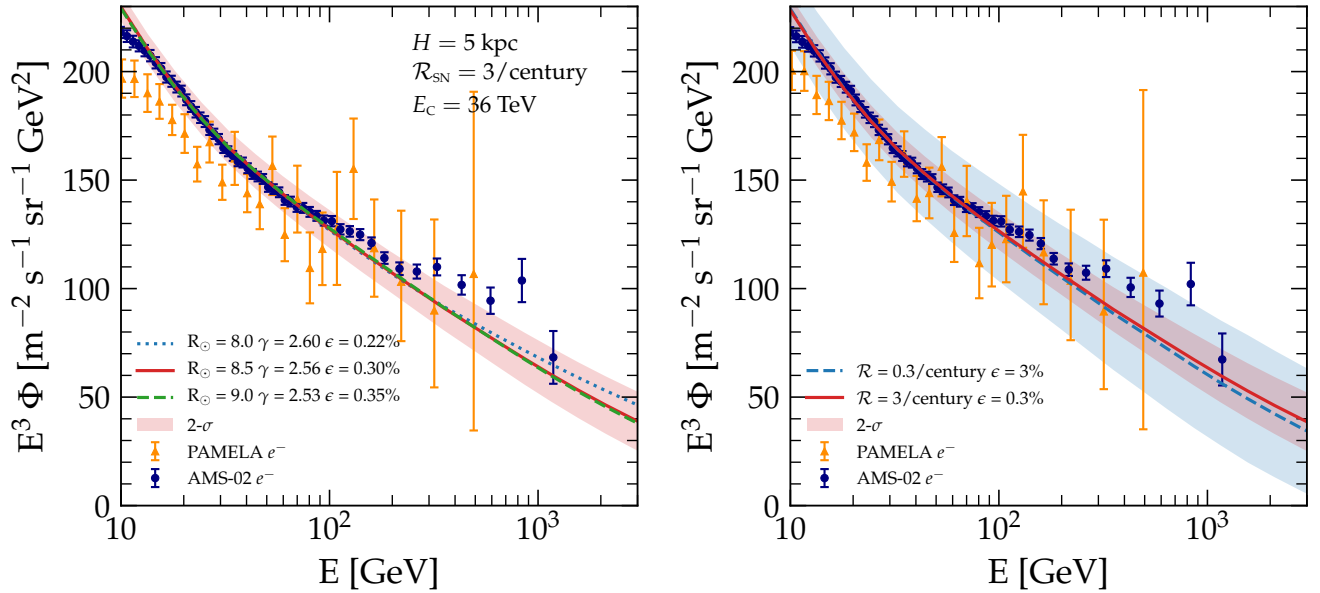 E³ Φ [m⁻² s⁻¹ sr⁻¹ GeV²]
200
150
100
50
0
H = 5 kpc
ℛ_SN = 3/century
E_C = 36 TeV
R_⊙ = 8.0 γ = 2.60 ϵ = 0.22%
R_⊙ = 8.5 γ = 2.56 ϵ = 0.30%
R_⊙ = 9.0 γ = 2.53 ϵ = 0.35%
2-σ
PAMELA e⁻
AMS-02 e⁻
10
10²
10³
E [GeV]
E³ Φ [m⁻² s⁻¹ sr⁻¹ GeV²]
200
150
100
50
0
ℛ = 0.3/century ϵ = 3%
ℛ = 3/century ϵ = 0.3%
2-σ
PAMELA e⁻
AMS-02 e⁻
10
10²
10³
E [GeV]